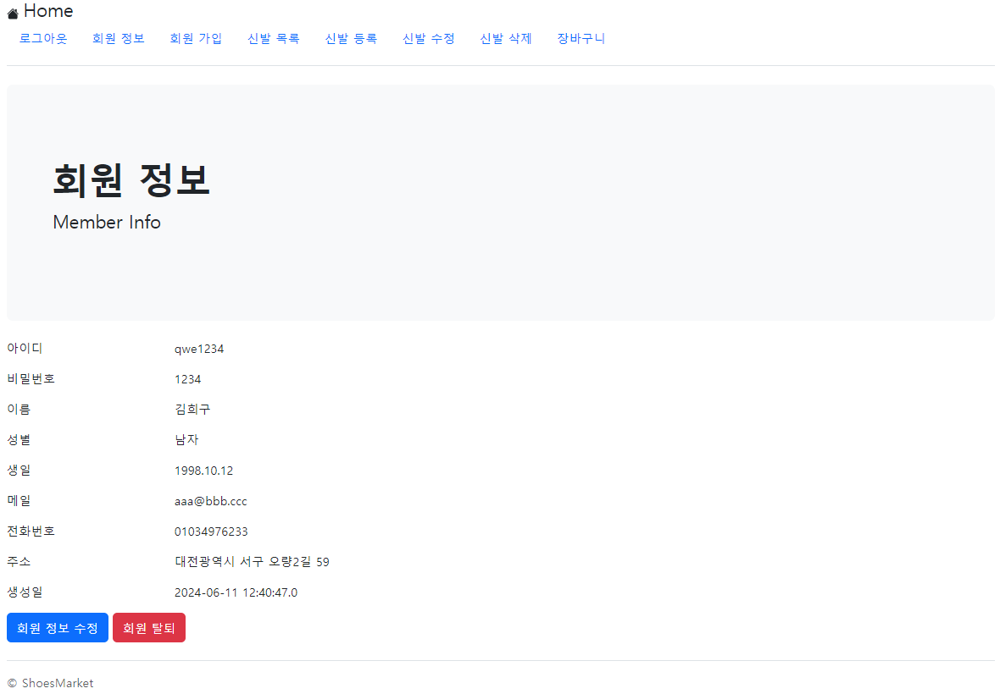 Home
로그아웃 회원 정보 회원 가입 신발 목록 신발 등록 신발 수정 신발 삭제 장바구니
회원 정보
Member Info
아이디 qwe1234
비밀번호 1234
이름 김희구
성별 남자
생일 1998.10.12
메일 aaa@bbb.ccc
전화번호 01034976233
주소 대전광역시 서구 오량2길 59
생성일 2024-06-11 12:40:47.0
회원 정보 수정 회원 탈퇴
© ShoesMarket